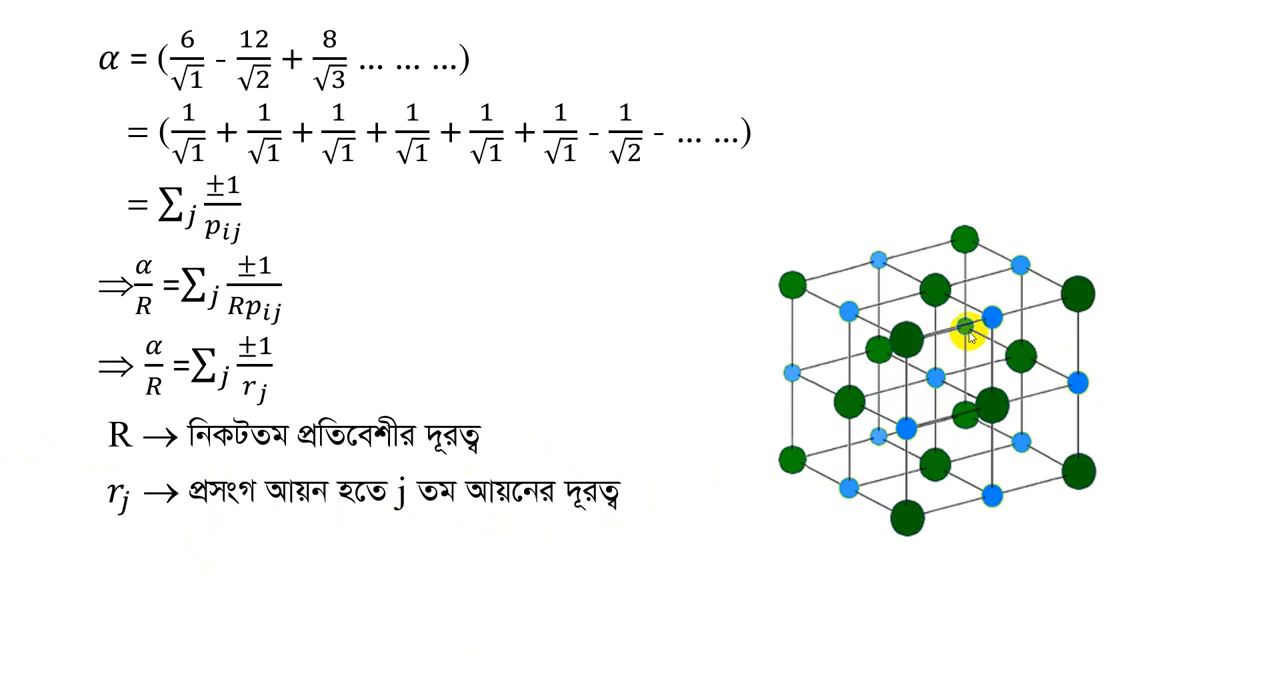 α = (6/√1 - 12/√2 + 8/√3 ... ... ...)
= (1/√1 + 1/√1 + 1/√1 + 1/√1 + 1/√1 + 1/√1 - 1/√2 - ... ...)
= ∑_j ±1/p_ij
⇒ α/R =∑_j ±1/Rp_ij
⇒ α/R =∑_j ±1/r_j
R → নিকটতম প্রতিবেশীর দূরত্ব
r_j → প্রসংগ আয়ন হতে j তম আয়নের দূরত্ব